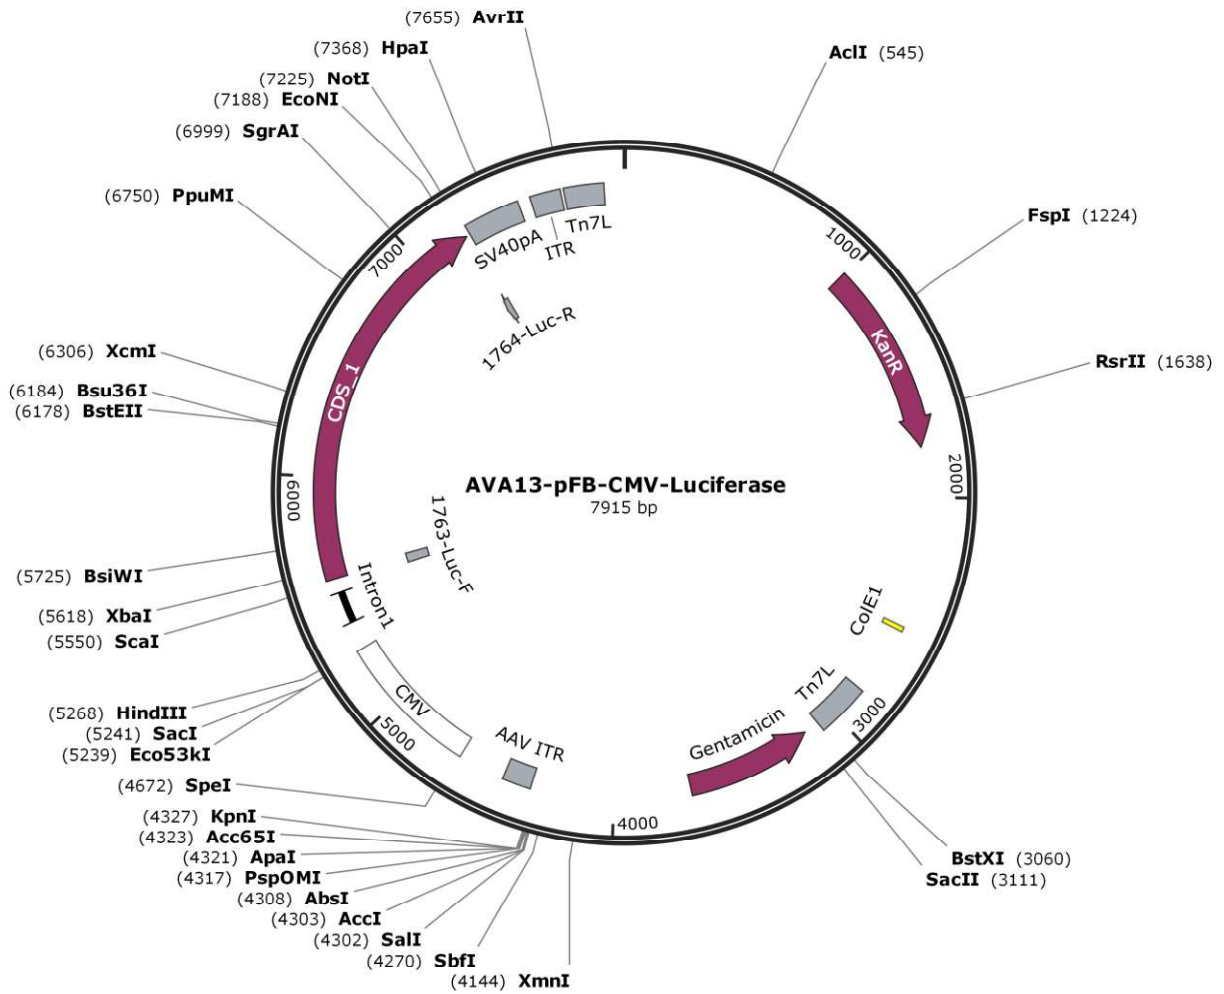 (7655) AvrII
(7368) HpaI
(7225) NotI
(7188) EcoNI
(6999) SgrAI
(6750) PpuMI
(6306) XcmI
(6184) Bsu36I
(6178) BstEII
(5725) BsiWI
(5618) XbaI
(5550) ScaI
(5268) HindIII
(5241) SacI
(5239) Eco53kI
(4672) SpeI
(4327) KpnI
(4323) Acc65I
(4321) ApaI
(4317) PspOMI
(4308) AbsI
(4303) AccI
(4302) SalI
(4270) SbfI
(4144) XmnI
AclI (545)
FspI (1224)
RsrII (1638)
BstXI (3060)
SacII (3111)
1000
2000
3000
4000
5000
6000
7000
SV40pA
ITR
Tn7L
1764-Luc-R
CDS_1
KanR
AVA13-pFB-CMV-Luciferase
7915 bp
1763-Luc-F
Intron1
CMV
AAV ITR
Gentamicin
Tn7L
ColE1